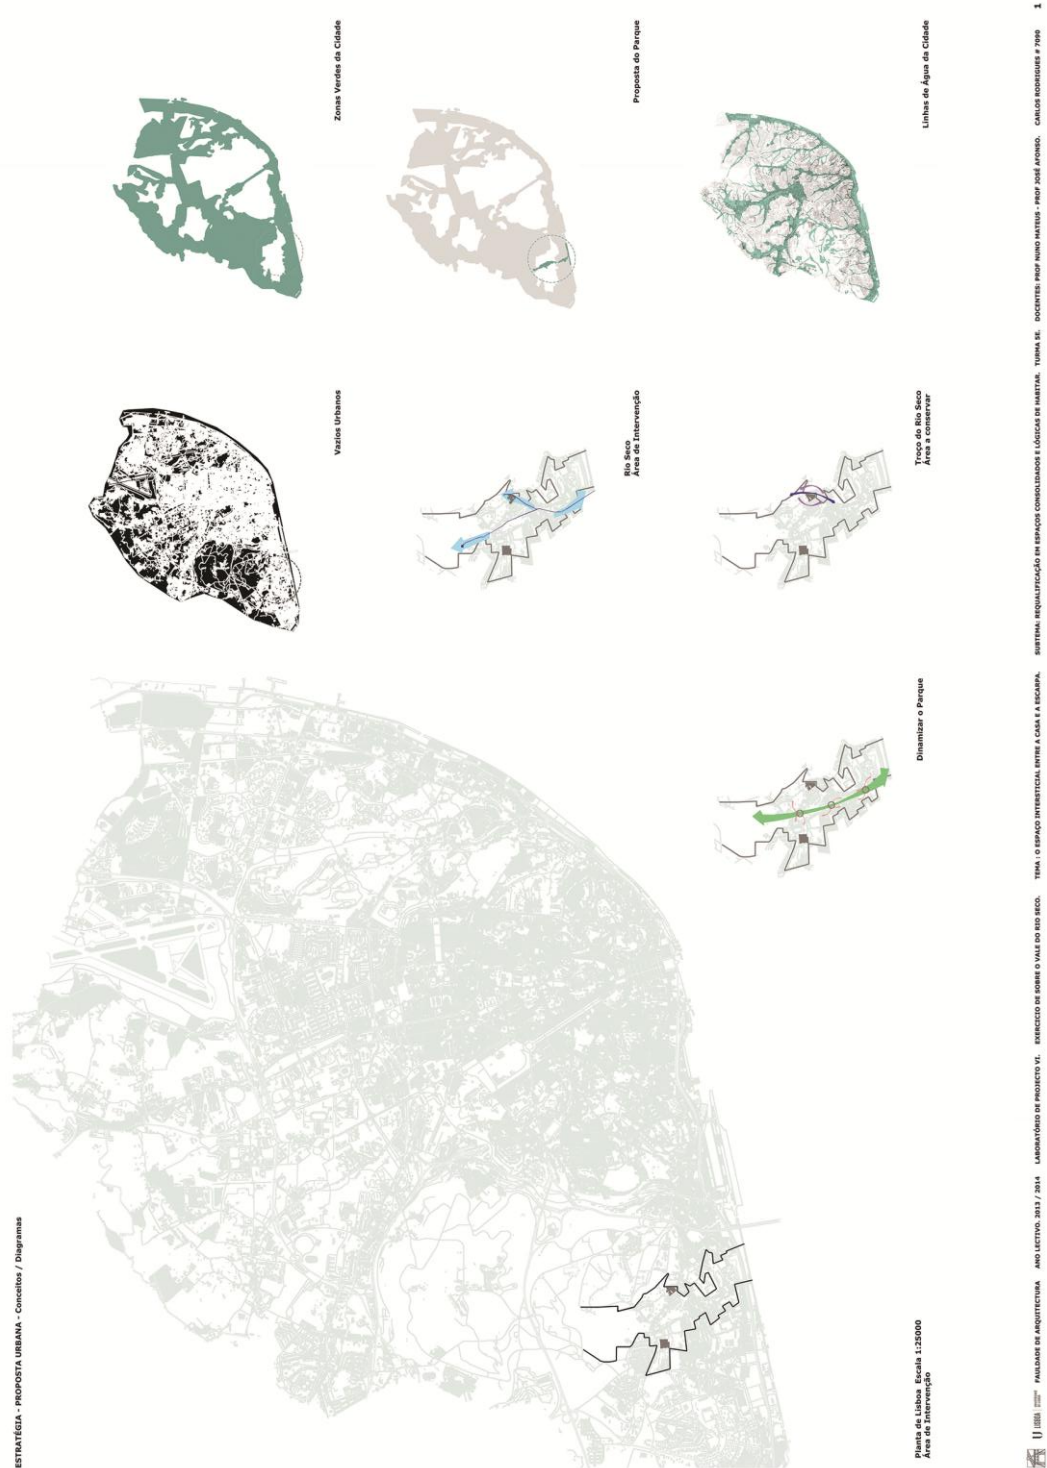 ESTRATÉGIA - PROPOSTA URBANA - Conceitos / Diagramas
Vazios Urbanos
Zonas Verdes da Cidade
Rio Seco
Área de Intervenção
Proposta do Parque
Planta de Lisboa Escala 1:25000
Área de Intervenção
Dinamizar o Parque
Troço do Rio Seco
Área a conservar
Linhas de Água da Cidade
U LISBOA
FAULDADE DE ARQUITECTURA ANO LECTIVO. 2013 / 2014 LABORATÓRIO DE PROJECTO VI. EXERCICIO DE SOBRE O VALE DO RIO SECO. TEMA : O ESPAÇO INTERSTICIAL ENTRE A CASA E A ESCARPA. SUBTEMA: REQUALIFICAÇÃO EM ESPAÇOS CONSOLIDADOS E LÓGICAS DE HABITAR. TURMA 5E. DOCENTES: PROF NUNO MATEUS - PROF JOSÉ AFONSO. CARLOS RODRIGUES # 7090 1